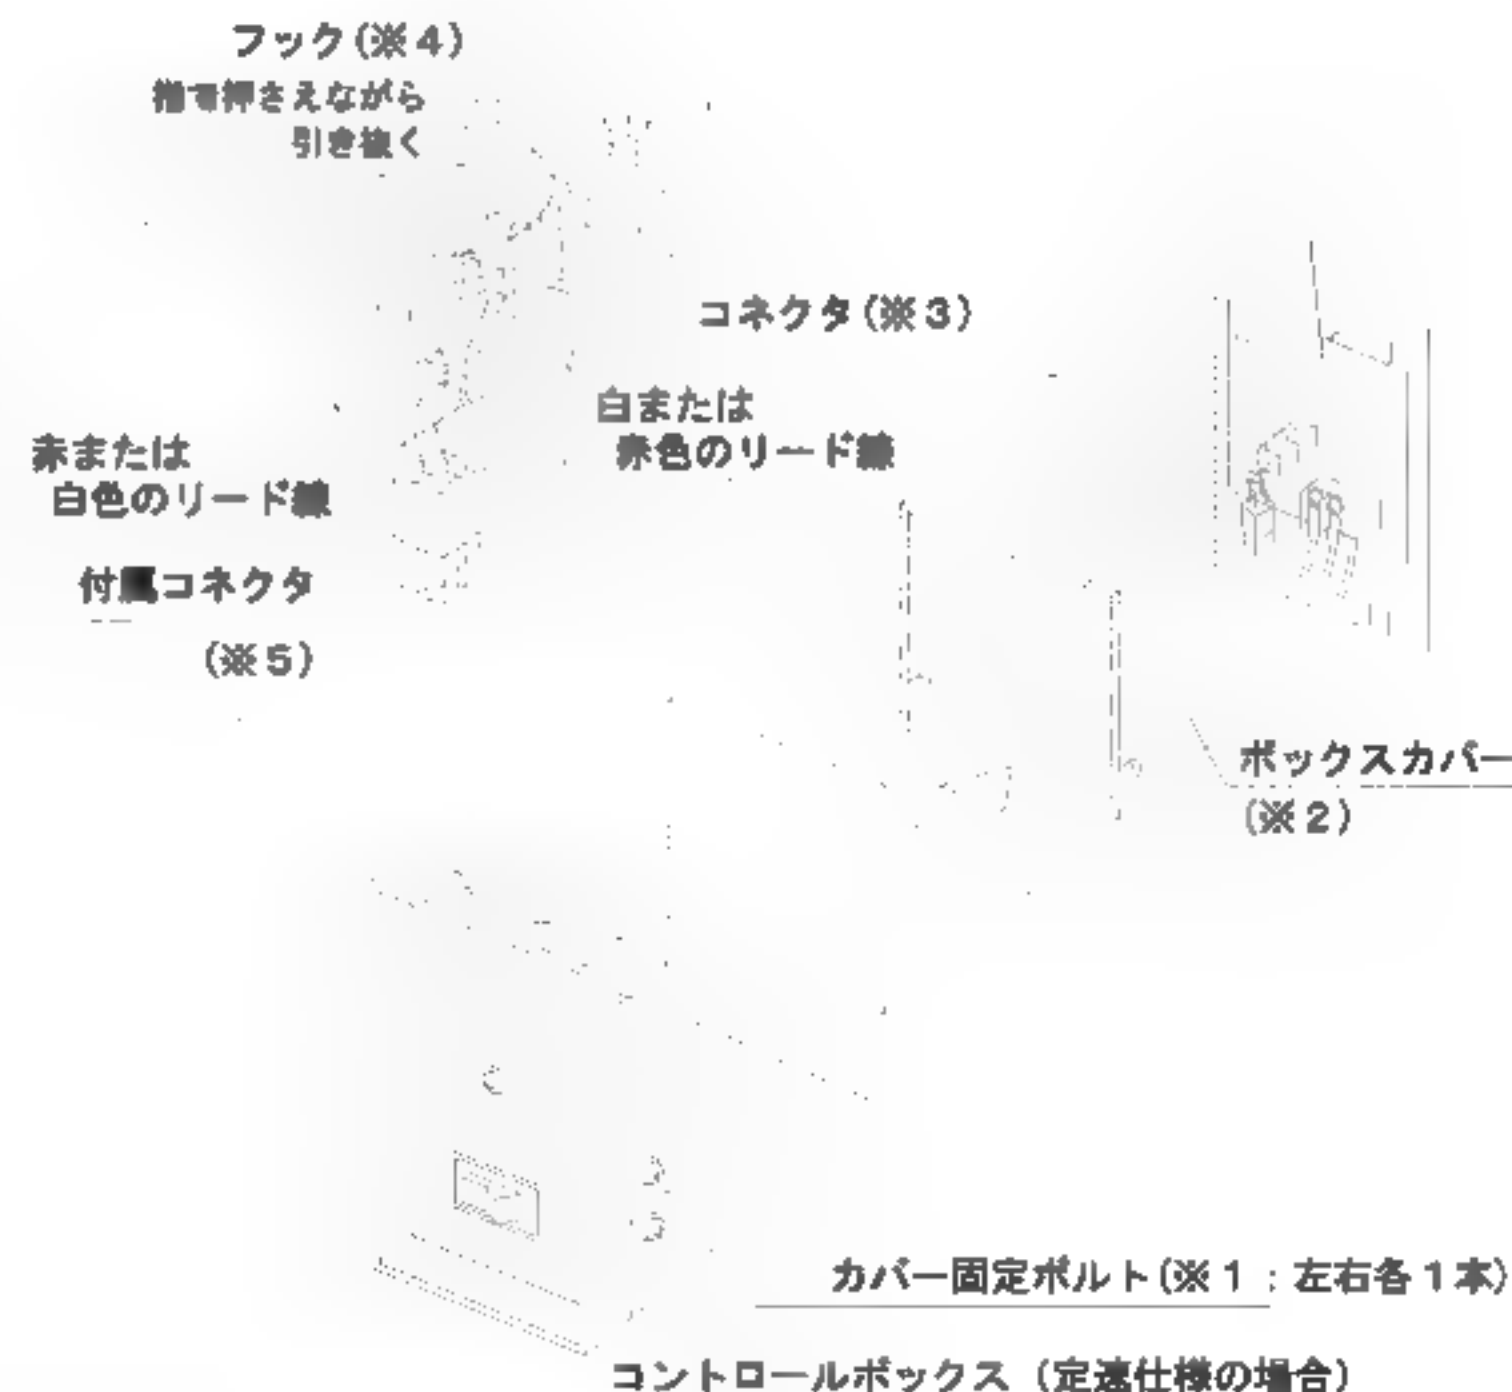 フック(※4)
指で押さえながら
引き抜く
コネクタ(※3)
白または
赤色のリード線
赤または
白色のリード線
付属コネクタ
(※5)
ボックスカバー
(※2)
カバー固定ボルト(※1：左右各1本)
コントロールボックス（定速仕様の場合）